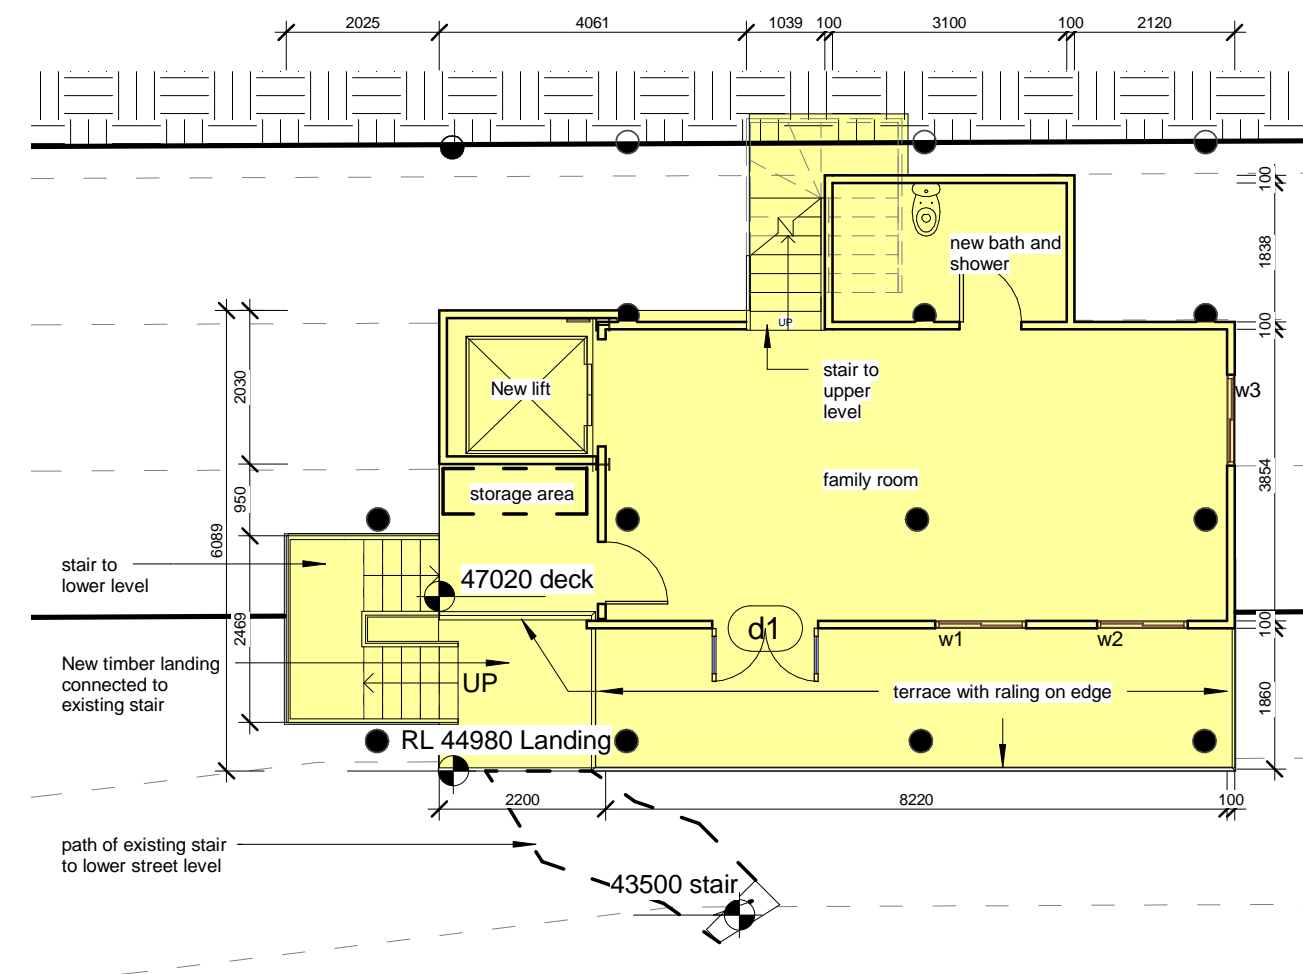 2025
4061
1039
100
3100
100
2120
100
1838
new bath and
shower
100
UP
New lift
stair to
upper
level
w3
2030
3854
family room
storage area
950
6089
stair to
lower level
47020 deck
2469
d1
w1
w2
100
New timber landing
connected to
existing stair
UP
terrace with raling on edge
1860
RL 44980 Landing
2200
8220
100
path of existing stair
to lower street level
43500 stair